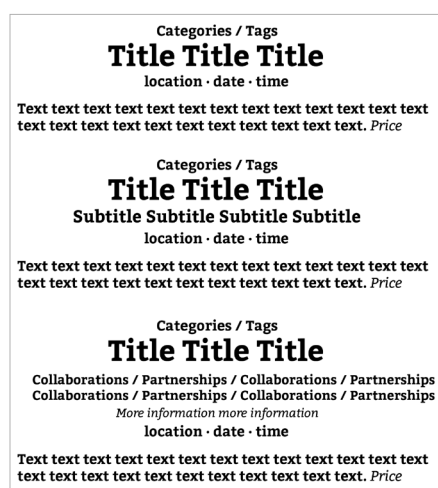 Categories / Tags
Title Title Title
location · date · time
Text text text text text text text text text text text text text
text text text text text text text text text text text. Price
Categories / Tags
Title Title Title
Subtitle Subtitle Subtitle Subtitle
location · date · time
Text text text text text text text text text text text text text
text text text text text text text text text text text. Price
Categories / Tags
Title Title Title
Collaborations / Partnerships / Collaborations / Partnerships
Collaborations / Partnerships / Collaborations / Partnerships
More information more information
location · date · time
Text text text text text text text text text text text text text
text text text text text text text text text text text. Price